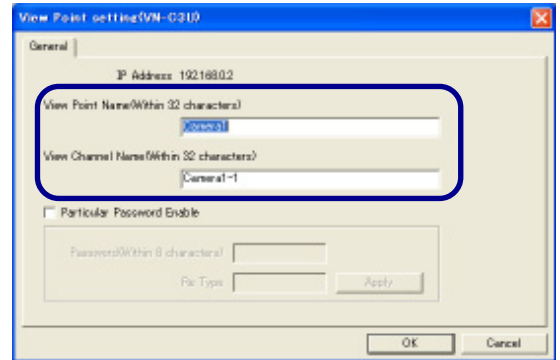 View Point setting(VN-C3U)
General
IP Address 192.168.0.2
View Point Name(Within 32 characters)
Camera1
View Channel Name(Within 32 characters)
Camera1-1
Particular Password Enable
Password(Within 8 characters)
Re Type
Apply
OK Cancel